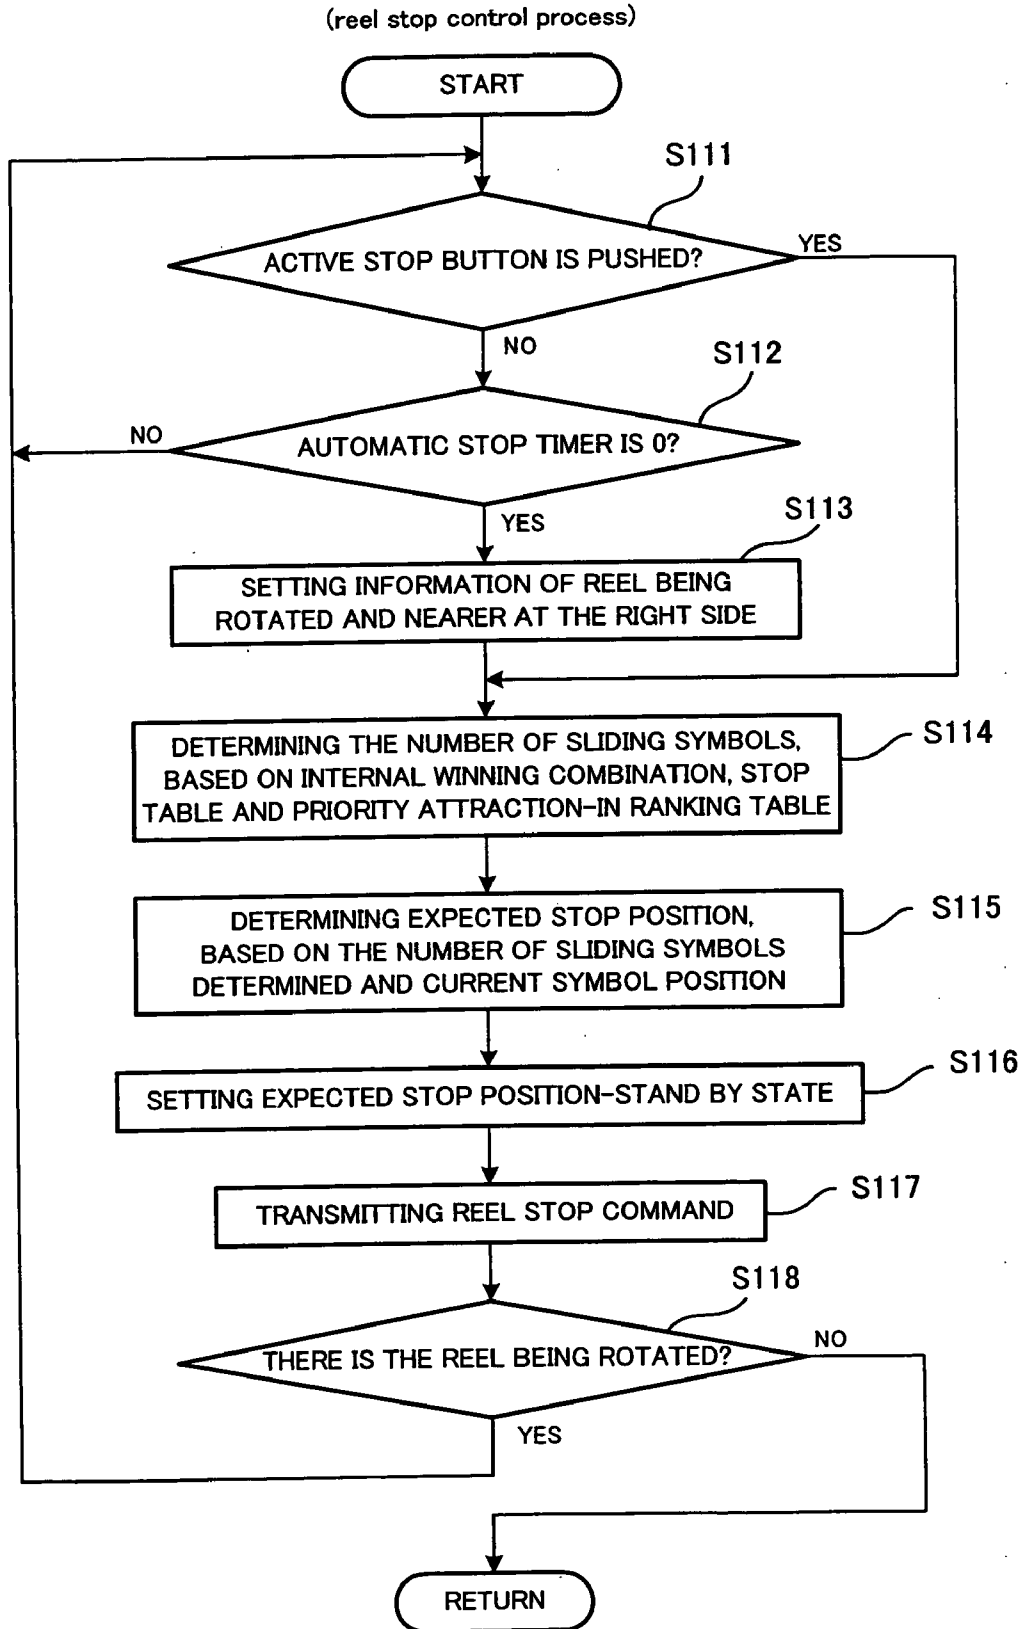 (reel stop control process)
START
S111
ACTIVE STOP BUTTON IS PUSHED?
YES
NO
S112
AUTOMATIC STOP TIMER IS 0?
NO
YES
S113
SETTING INFORMATION OF REEL BEING
ROTATED AND NEARER AT THE RIGHT SIDE
S114
DETERMINING THE NUMBER OF SLIDING SYMBOLS,
BASED ON INTERNAL WINNING COMBINATION, STOP
TABLE AND PRIORITY ATTRACTION-IN RANKING TABLE
S115
DETERMINING EXPECTED STOP POSITION,
BASED ON THE NUMBER OF SLIDING SYMBOLS
DETERMINED AND CURRENT SYMBOL POSITION
S116
SETTING EXPECTED STOP POSITION-STAND BY STATE
S117
TRANSMITTING REEL STOP COMMAND
S118
THERE IS THE REEL BEING ROTATED?
NO
YES
RETURN